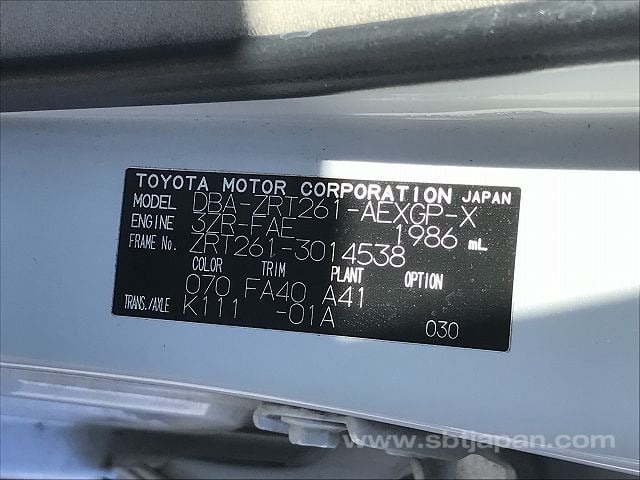 TOYOTA MOTOR CORPORATION JAPAN
MODEL DBA-ZRT261-AEXGP-X
ENGINE 3ZR-FAE 1986 mL
FRAME No. ZRT261-3014538
COLOR TRIM PLANT OPTION
070 FA40 A41
TRANS./AXLE K111 -01A 030
www.sbtjapan.com